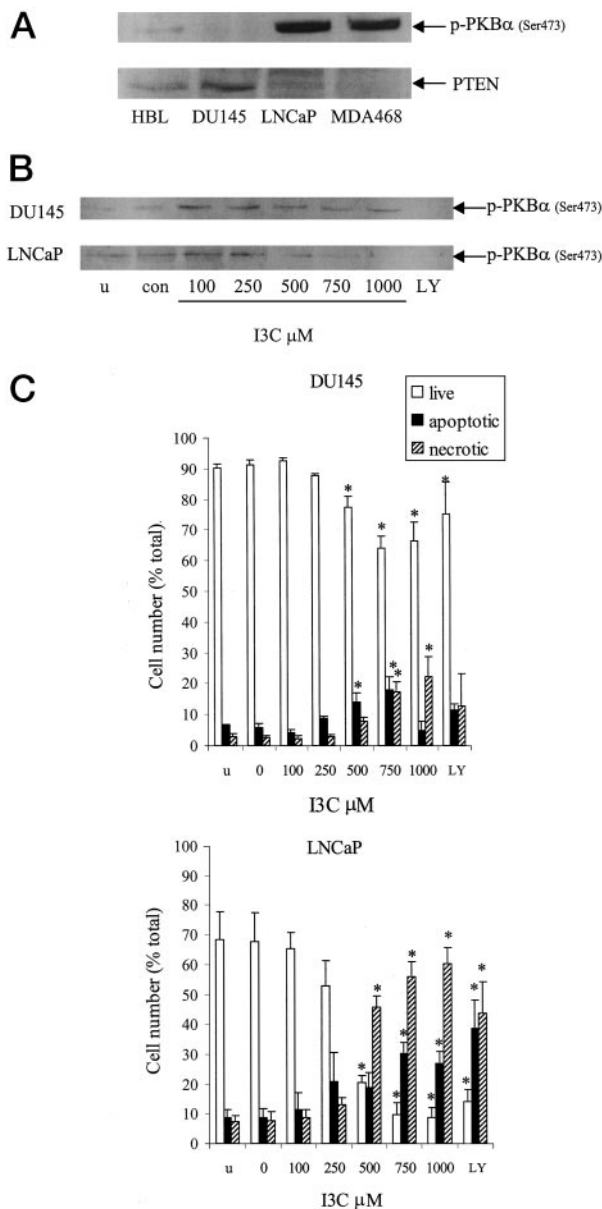 A
p-PKBα (Ser473)
PTEN
HBL DU145 LNCaP MDA468
B
DU145 p-PKBα (Ser473)
LNCaP p-PKBα (Ser473)
u con 100 250 500 750 1000 LY
I3C μM
C
DU145
live
apoptotic
necrotic
Cell number (% total).
100
90
80
70
60
50
40
30
20
10
0
* * * *
* * * *
u 0 100 250 500 750 1000 LY
I3C μM
LNCaP
Cell number (% total)
100
90
80
70
60
50
40
30
20
10
0
* * * * * *
* * * * *
u 0 100 250 500 750 1000 LY
I3C μM